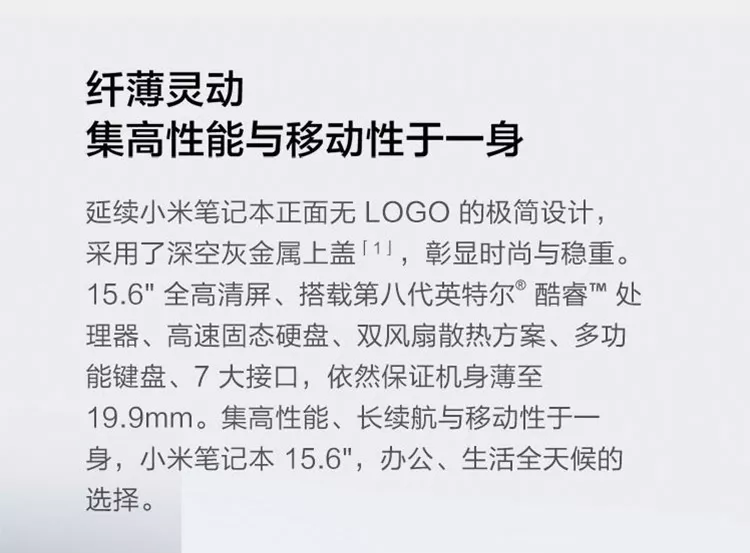 纤薄灵动
集高性能与移动性于一身
延续小米笔记本正面无 LOGO 的极简设计，
采用了深空灰金属上盖「1」，彰显时尚与稳重。
15.6" 全高清屏、搭载第八代英特尔® 酷睿™ 处
理器、高速固态硬盘、双风扇散热方案、多功
能键盘、7 大接口，依然保证机身薄至
19.9mm。集高性能、长续航与移动性于一
身，小米笔记本 15.6"，办公、生活全天候的
选择。